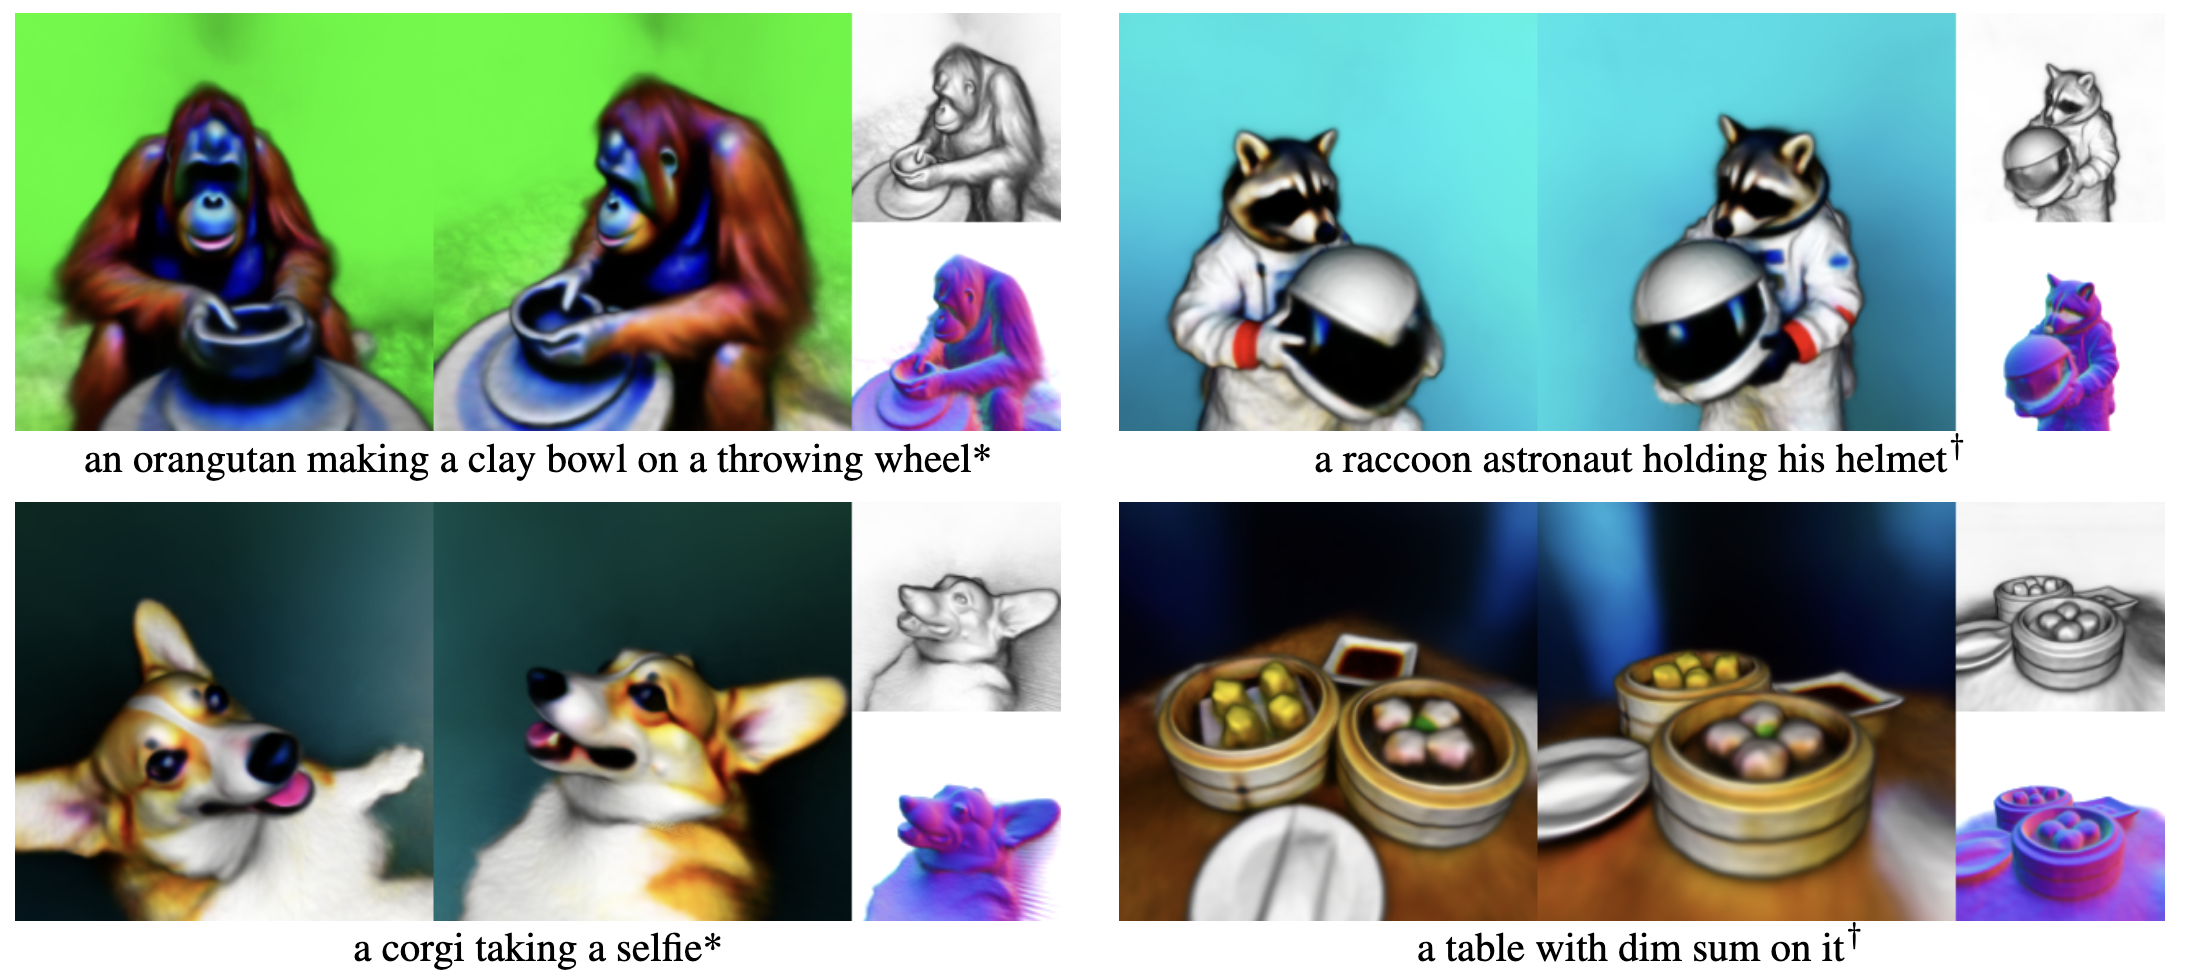 an orangutan making a clay bowl on a throwing wheel*
a raccoon astronaut holding his helmet†
a corgi taking a selfie*
a table with dim sum on it†